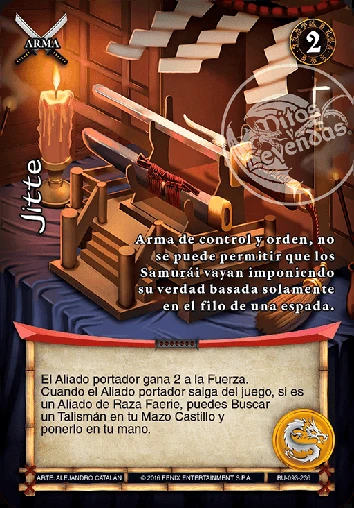 ARMA
2
Mitos
y
Leyendas.
Jitte
Arma de control y orden, no
se puede permitir que los
Samurái vayan imponiendo
su verdad basada solamente
en el filo de una espada.
El Aliado portador gana 2 a la Fuerza.
Cuando el Aliado portador salga del juego, si es
un Aliado de Raza Faerie, puedes Buscar
un Talismán en tu Mazo Castillo y
ponerlo en tu mano.
ARTE: ALEJANDRO CATALÁN
© 2016 FENIX ENTERTAINMENT S.P.A.